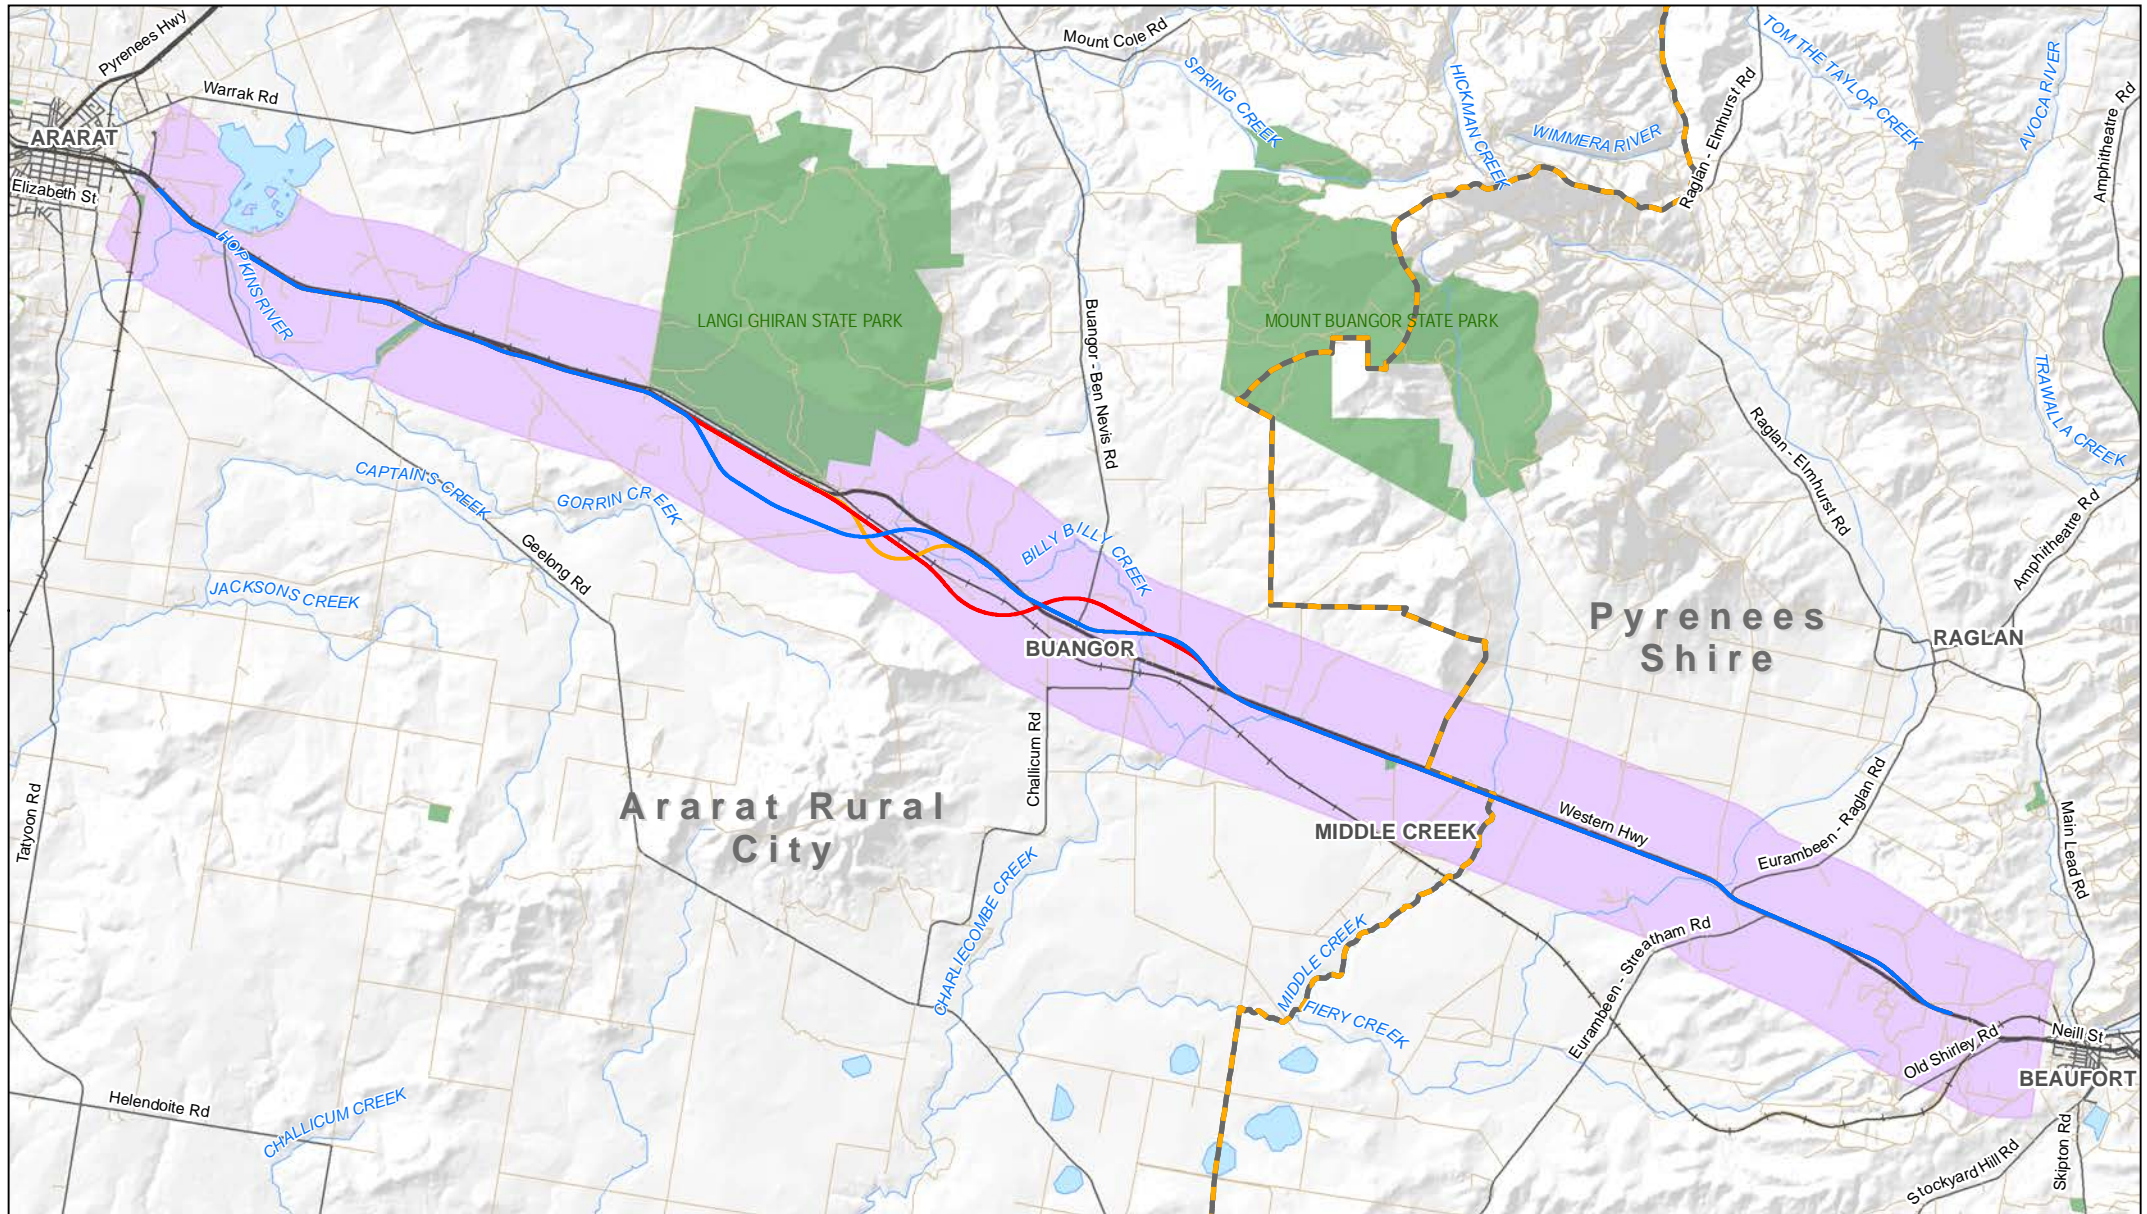 Pyrenees Hwy
Mount Cole Rd
TOM THE TAYLOR CREEK
AVOCA RIVER
SPRING CREEK
HICKMAN CREEK
WIMMERA RIVER
Raglan - Elmhurst Rd
Amphitheatre Rd
Warrak Rd
ARARAT
Elizabeth St
HOPKINS RIVER
LANGI GHIRAN STATE PARK
MOUNT BUANGOR STATE PARK
Buangor - Ben Nevis Rd
TRAWALLA CREEK
Raglan - Elmhurst Rd
Amphitheatre Rd
CAPTAINS CREEK
GORRIN CREEK
Geelong Rd
BILLY BILLY CREEK
JACKSONS CREEK
Pyrenees
Shire
RAGLAN
BUANGOR
Challicum Rd
Tatyoon Rd
Ararat Rural
City
MIDDLE CREEK
Western Hwy
Eurambeen - Raglan Rd
Main Lead Rd
CHARLIECOMBE CREEK
MIDDLE CREEK
FIERY CREEK
Eurambeen - Streatham Rd
Old Shirley Rd
Neill St
BEAUFORT
Helendoite Rd
CHALLICUM CREEK
Stockyard Hill Rd
Skipton Rd